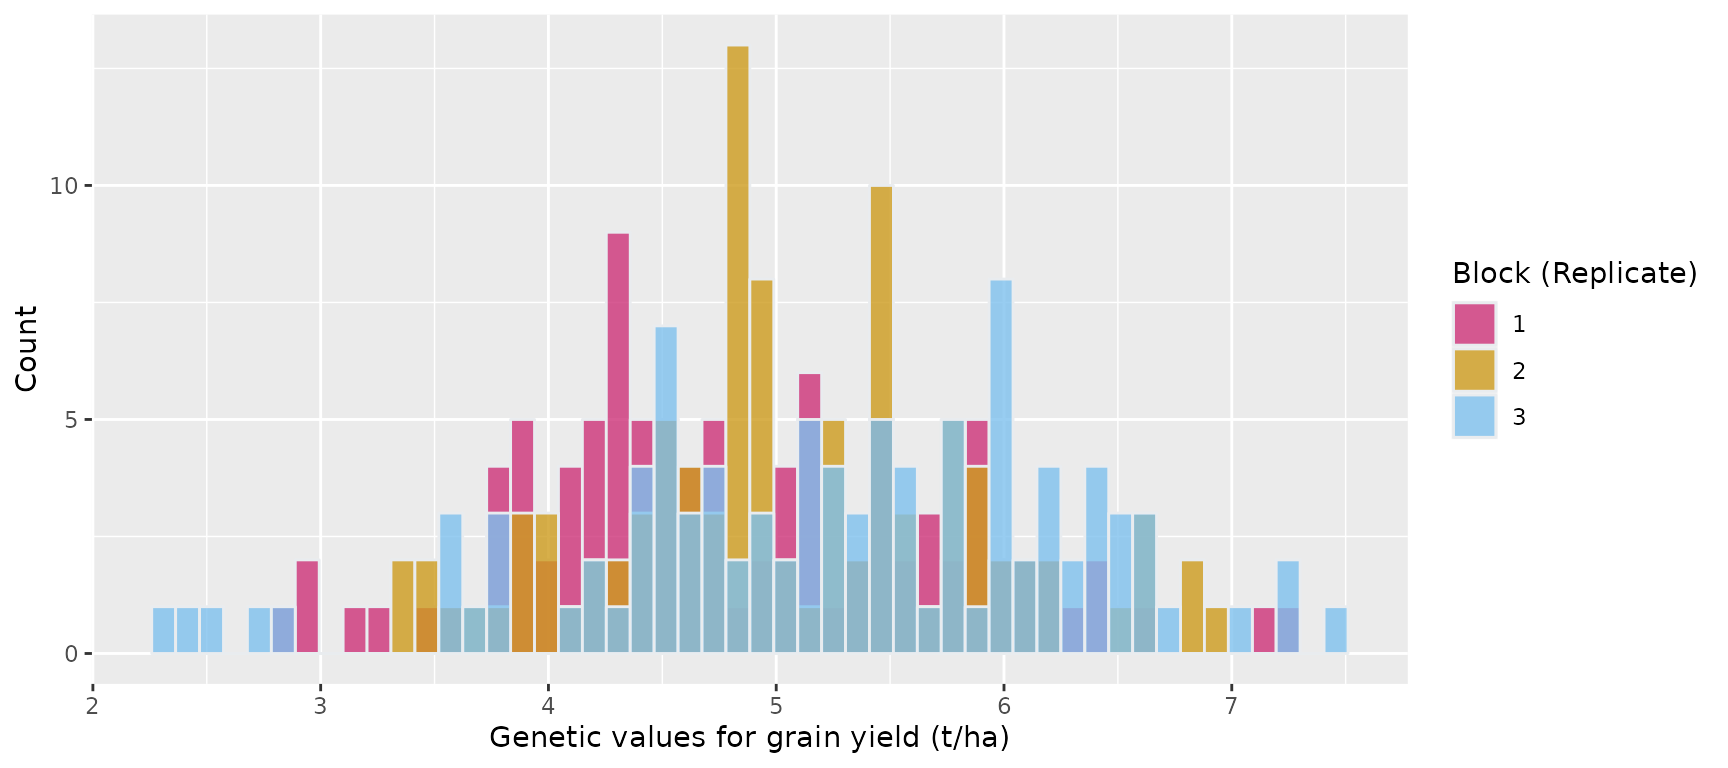 10
5
0
Count
2 3 4 5 6 7
Genetic values for grain yield (t/ha)
Block (Replicate)
1
2
3